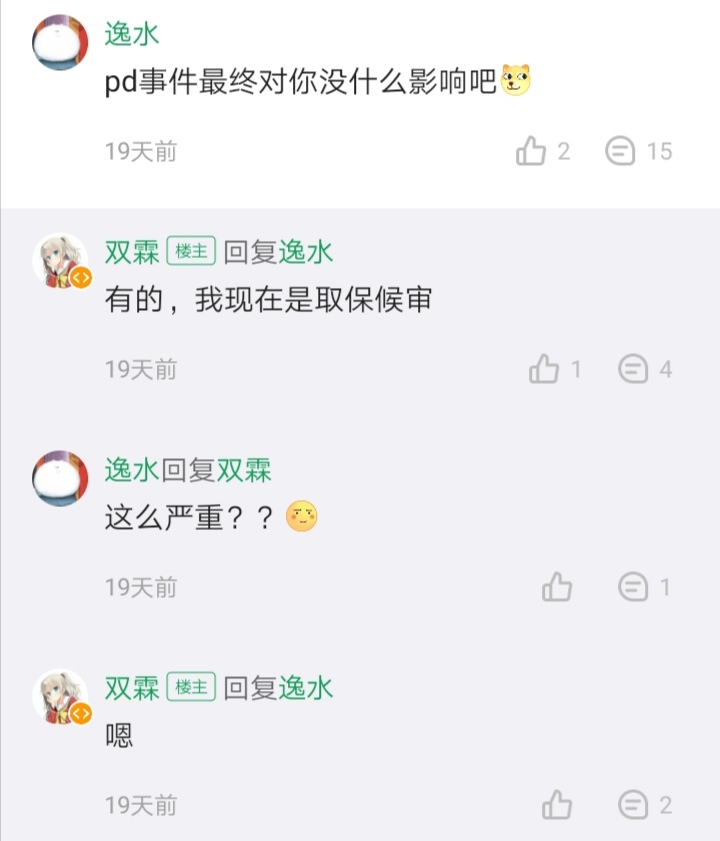 逸水
pd事件最终对你没什么影响吧
19天前
2
15
双霖 楼主 回复逸水
有的，我现在是取保候审
19天前
1
4
逸水回复双霖
这么严重？？
19天前
1
双霖 楼主 回复逸水
嗯
19天前
2